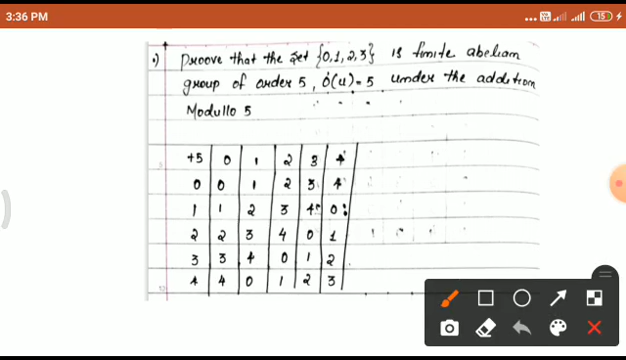 3:36 PM
15
•) Proove that the set {0,1,2,3} is finite abelian
group of order 5, O(u)=5 under the addition
Modullo 5
+5 0 1 2 3 4
0 0 1 2 3 4
1 1 2 3 4 0
2 2 3 4 0 1
3 3 4 0 1 2
4 4 0 1 2 3